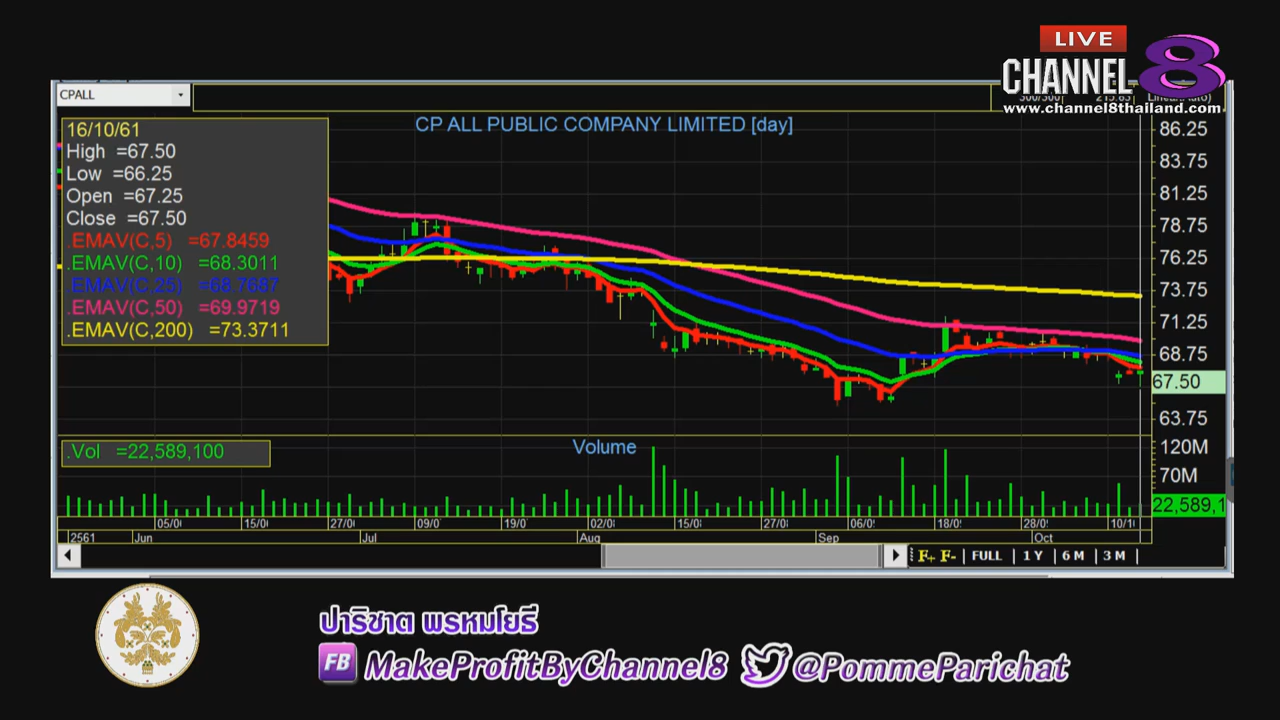 LIVE
CHANNEL 8
www.channel8thailand.com
CPALL
CP ALL PUBLIC COMPANY LIMITED [day]
16/10/61
High =67.50
Low =66.25
Open =67.25
Close =67.50
.EMAV(C,5) =67.8459
.EMAV(C,10) =68.3011
.EMAV(C,25) =68.7687
.EMAV(C,50) =69.9719
.EMAV(C,200) =73.3711
86.25
83.75
81.25
78.75
76.25
73.75
71.25
68.75
67.50
63.75
.Vol =22,589,100
Volume
120M
70M
22,589,1
05/0 15/0 27/0 09/0 19/0 02/0 15/0 27/0 06/0 18/0 28/0 10/1
2561 Jun Jul Aug Sep Oct
F+ F- | FULL | 1 Y | 6 M | 3 M |
ปาริชาต พรหมโยธี
FB MakeProfitByChannel8 @PommeParichat